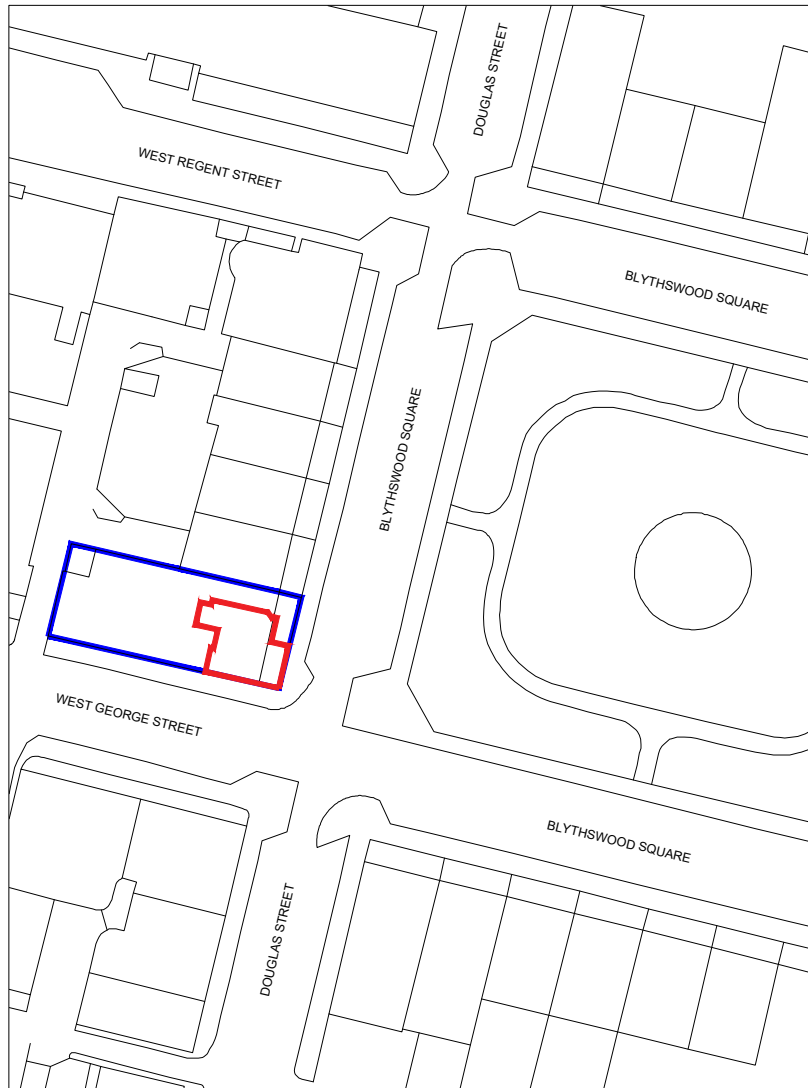 DOUGLAS STREET
WEST REGENT STREET
BLYTHSWOOD SQUARE
BLYTHSWOOD SQUARE
WEST GEORGE STREET
BLYTHSWOOD SQUARE
DOUGLAS STREET